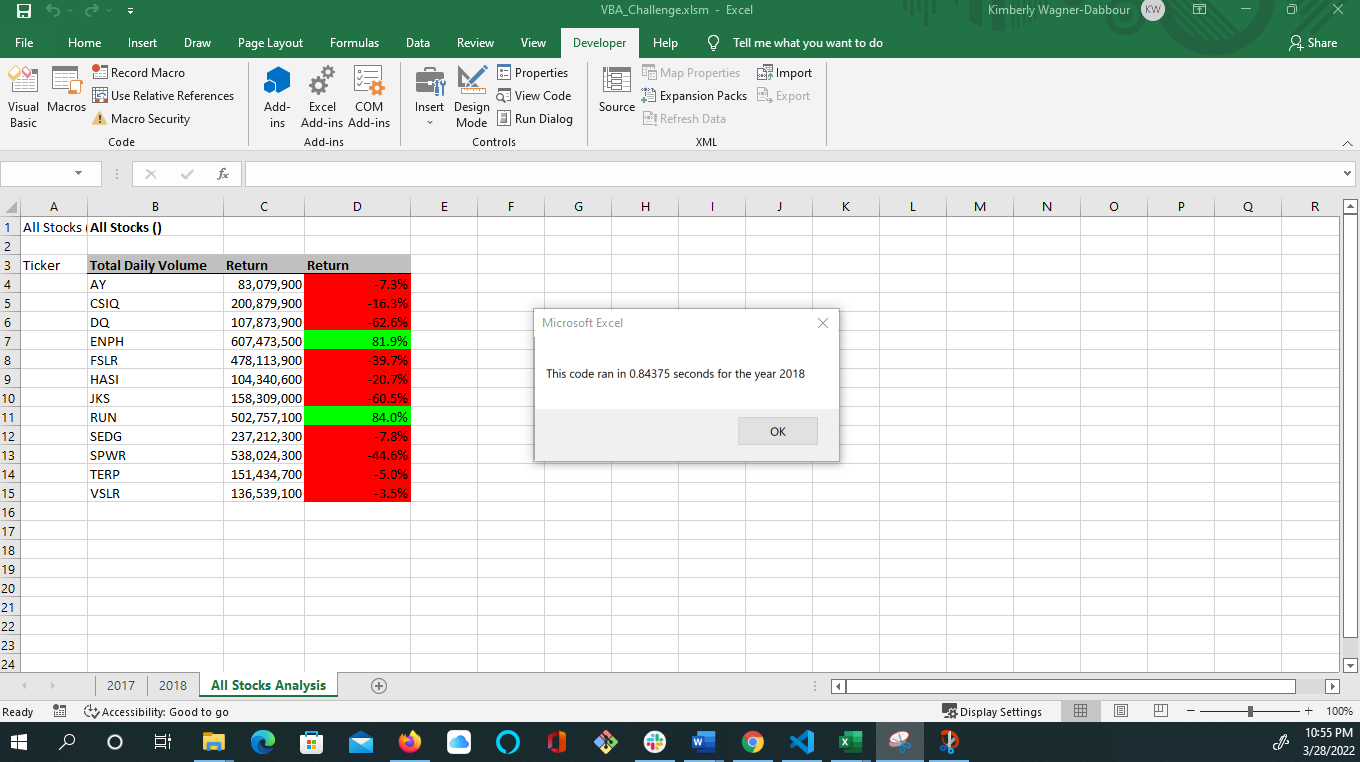 VBA_Challenge.xlsm - Excel
Kimberly Wagner-Dabbour KW
File Home Insert Draw Page Layout Formulas Data Review View Developer Help Tell me what you want to do Share
Visual Basic
Macros
Record Macro
Use Relative References
Macro Security
Code
Add-ins
Excel Add-ins
COM Add-ins
Add-ins
Insert
Design Mode
Properties
View Code
Run Dialog
Controls
Source
Map Properties
Expansion Packs
Refresh Data
Import
Export
XML
fx
A B C D E F G H I J K L M N O P Q R
1 All Stocks ( All Stocks ()
2
3 Ticker Total Daily Volume Return Return
4 AY 83,079,900 -7.3%
5 CSIQ 200,879,900 -16.3%
6 DQ 107,873,900 -62.6%
7 ENPH 607,473,500 81.9%
8 FSLR 478,113,900 -39.7%
9 HASI 104,340,600 -20.7%
10 JKS 158,309,000 -60.5%
11 RUN 502,757,100 84.0%
12 SEDG 237,212,300 -7.8%
13 SPWR 538,024,300 -44.6%
14 TERP 151,434,700 -5.0%
15 VSLR 136,539,100 -3.5%
16
17
18
19
20
21
22
23
24
Microsoft Excel
This code ran in 0.84375 seconds for the year 2018
OK
2017 2018 All Stocks Analysis
Ready Accessibility: Good to go Display Settings 100%
10:55 PM
3/28/2022